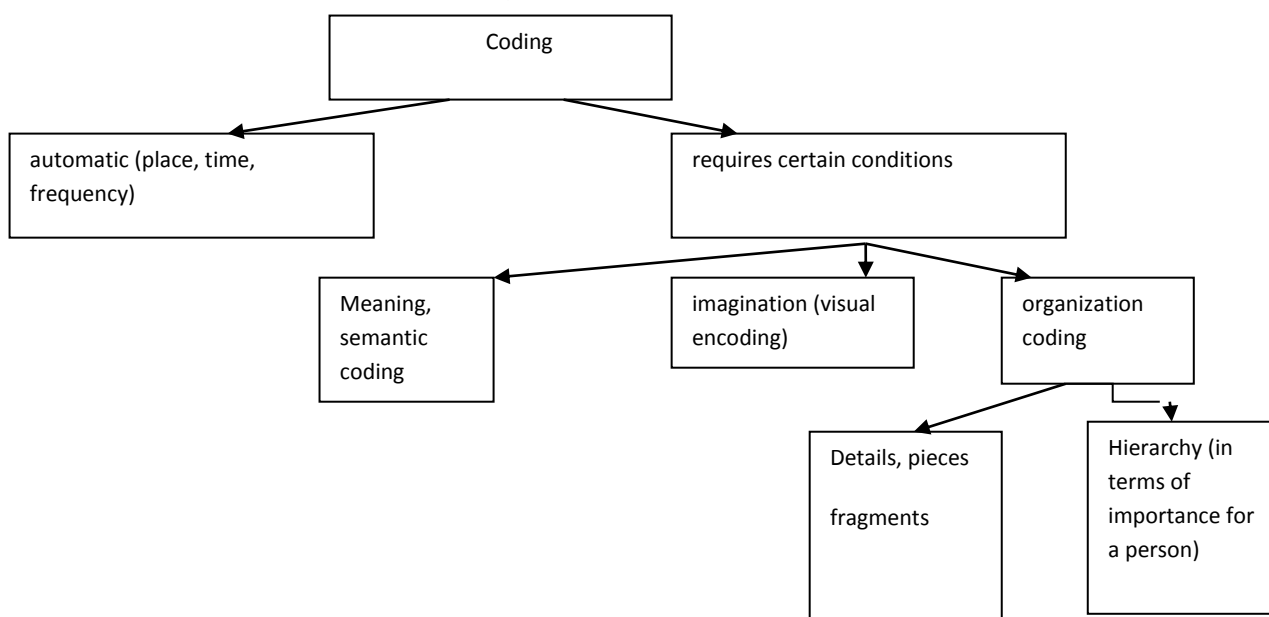 Coding
automatic (place, time,
frequency)
requires certain conditions
Meaning,
semantic
coding
imagination (visual
encoding)
organization
coding
Details, pieces
fragments
Hierarchy (in
terms of
importance for
a person)